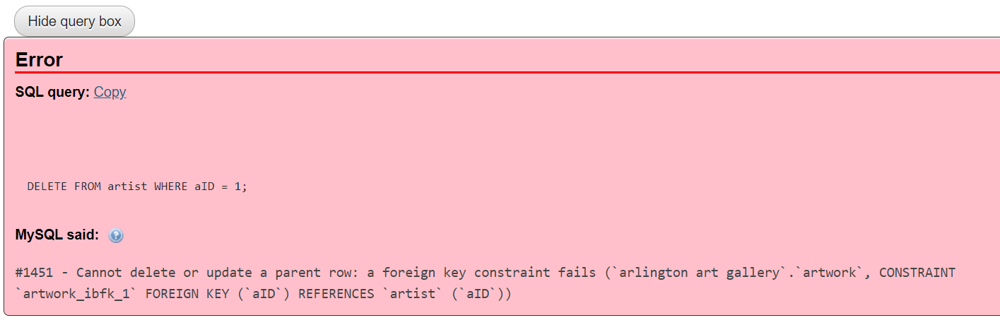 Hide query box
Error
SQL query: Copy
DELETE FROM artist WHERE aID = 1;
MySQL said:
#1451 - Cannot delete or update a parent row: a foreign key constraint fails (`arlington art gallery`.`artwork`, CONSTRAINT
`artwork_ibfk_1` FOREIGN KEY (`aID`) REFERENCES `artist` (`aID`))